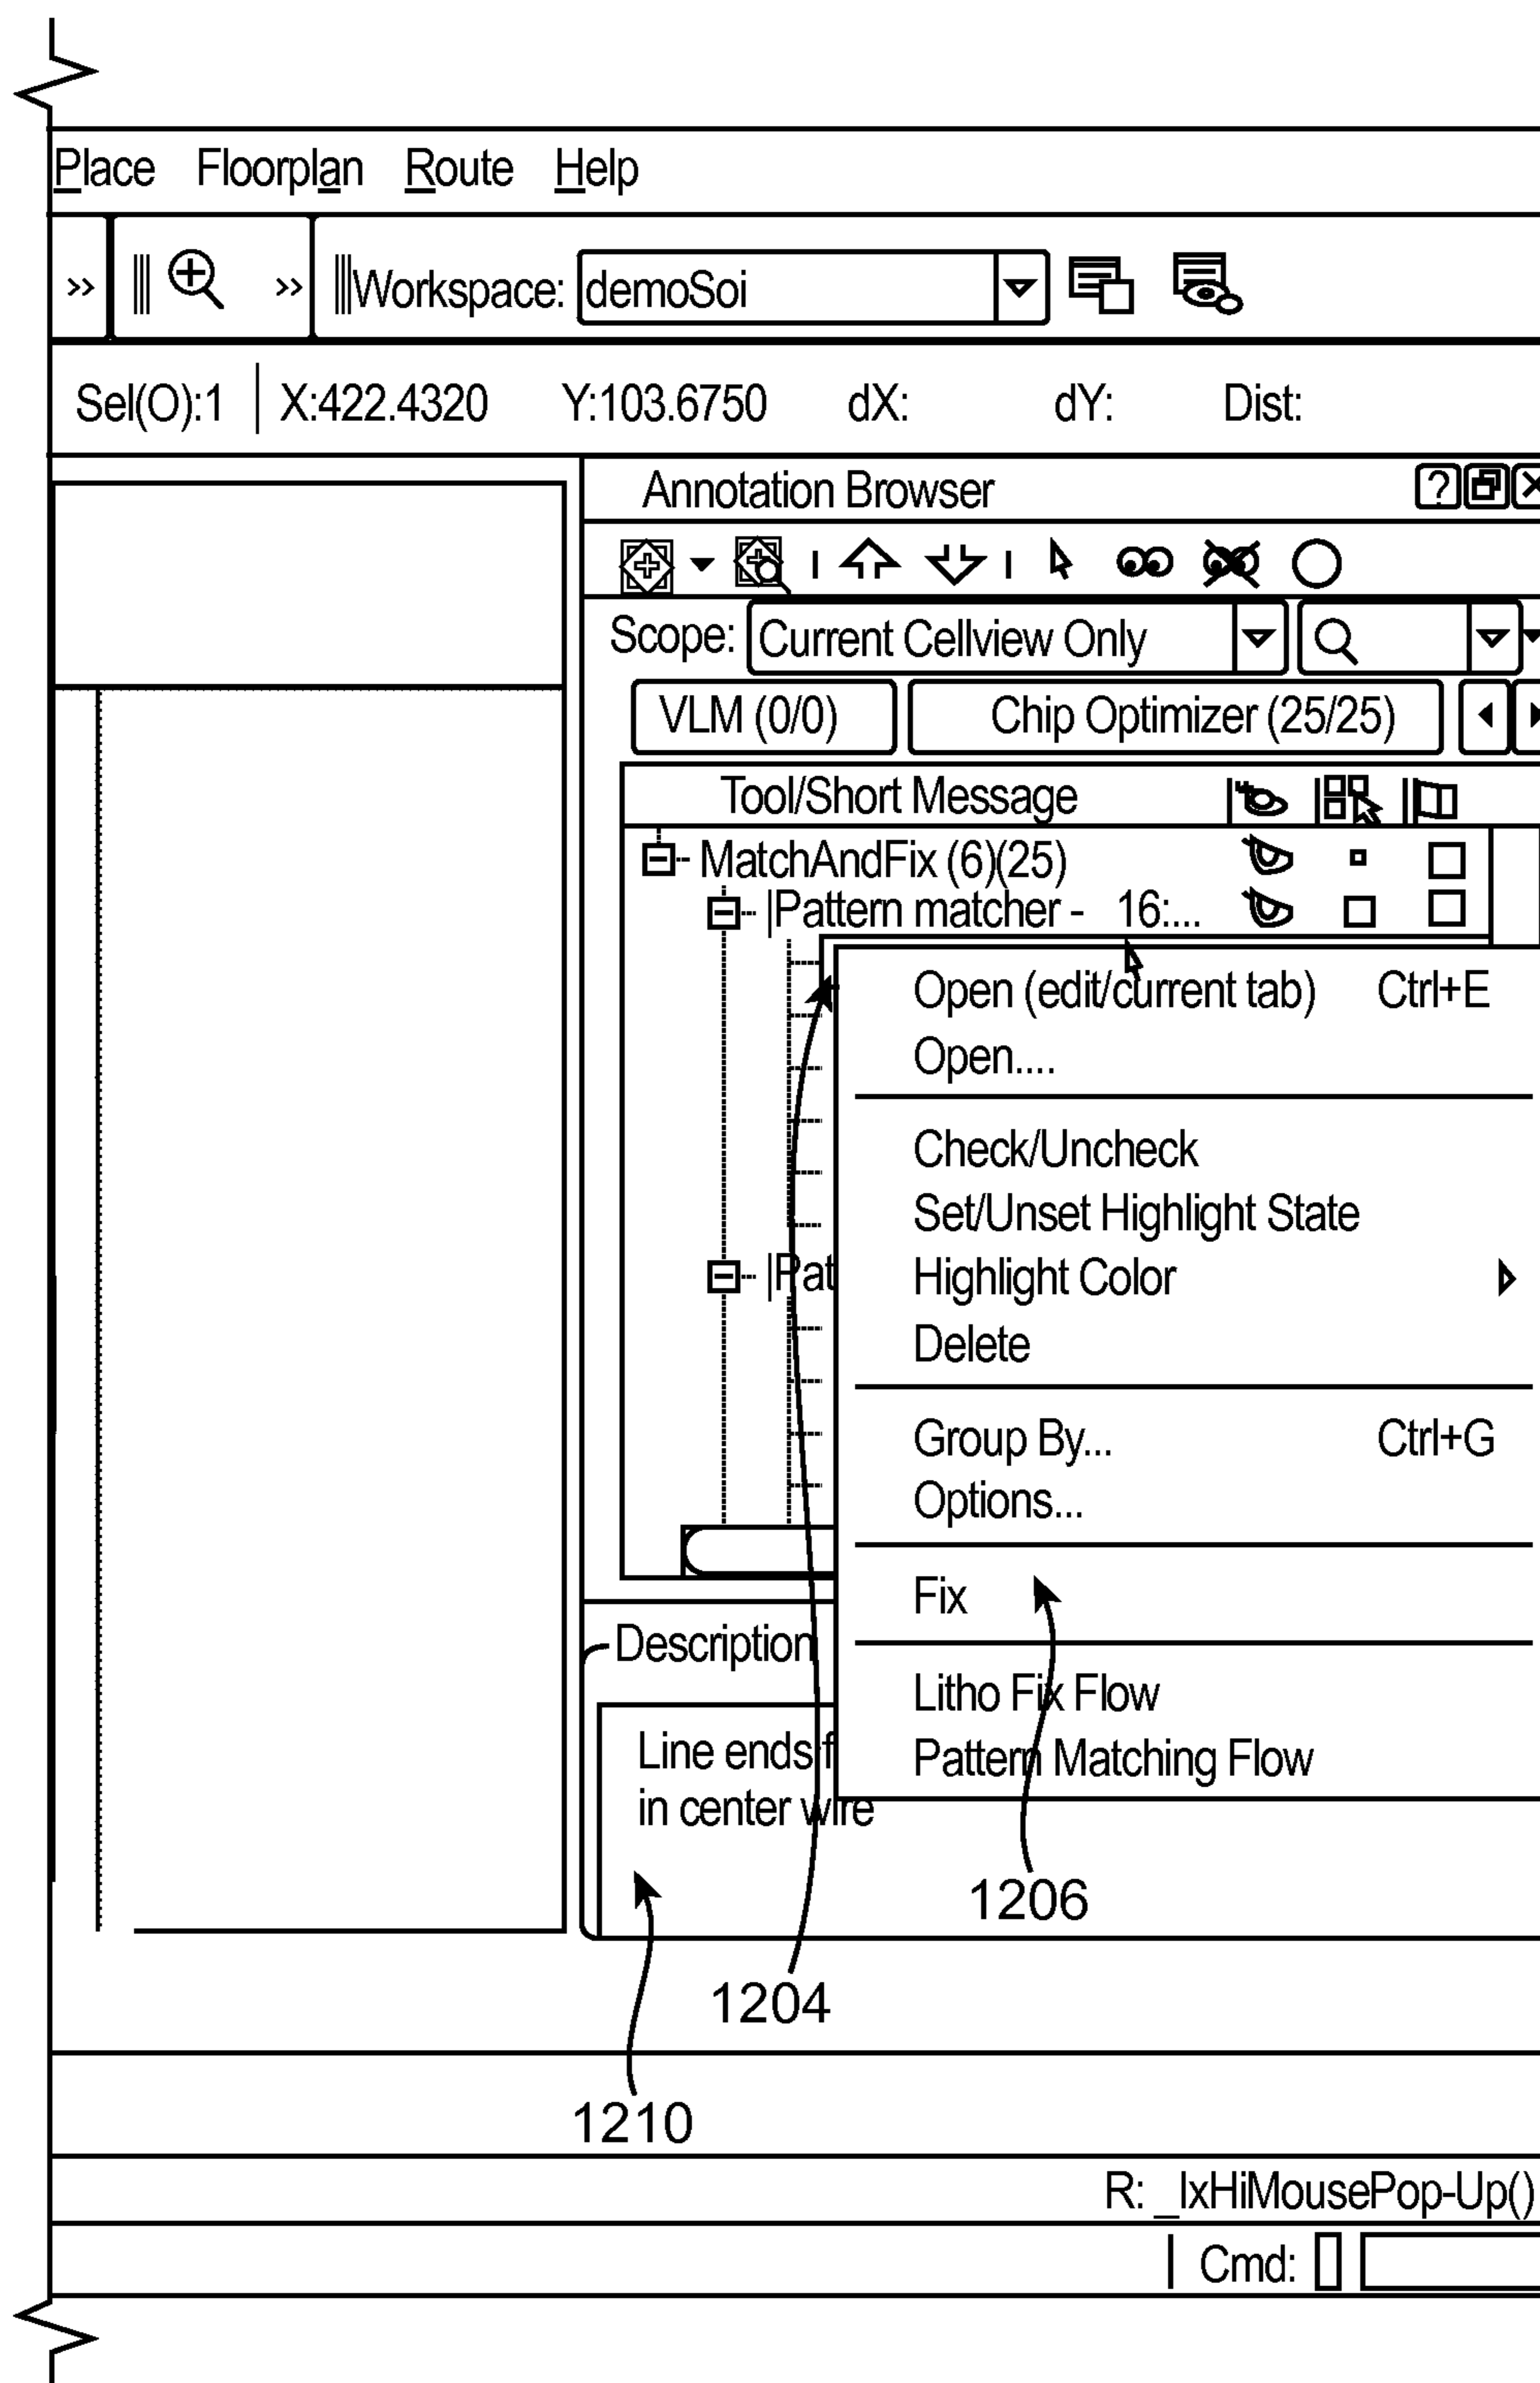 Place Floorplan Route Help
>> >> Workspace: demoSoi
Sel(O):1 X:422.4320 Y:103.6750 dX: dY: Dist:
Annotation Browser ?
Scope: Current Cellview Only
VLM (0/0) Chip Optimizer (25/25)
Tool/Short Message
MatchAndFix (6)(25)
Pattern matcher - 16:...
Open (edit/current tab) Ctrl+E
Open....
Check/Uncheck
Set/Unset Highlight State
Pat
Highlight Color
Delete
Group By... Ctrl+G
Options...
Fix
Description
Litho Fix Flow
Line ends f
Pattern Matching Flow
in center wire
1206
1204
1210
R: _lxHiMousePop-Up()
Cmd: